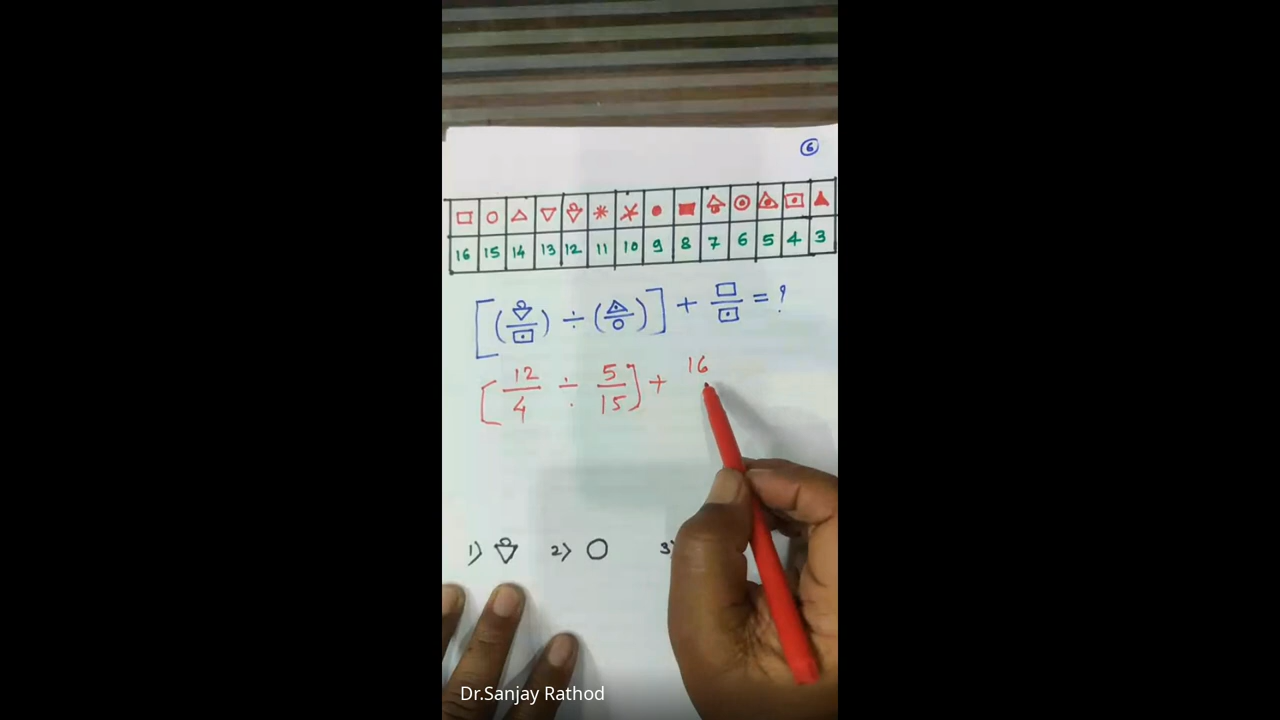 6
□ ○ △ ▽ * ● ■ ⊙ ⊡ ▲
16 15 14 13 12 11 10 9 8 7 6 5 4 3
[( / ⊡ ) ÷ ( / ○ )] + □ / ⊡ = ?
[12/4 ÷ 5/15] + 16
1) 2) ○ 3)
Dr.Sanjay Rathod